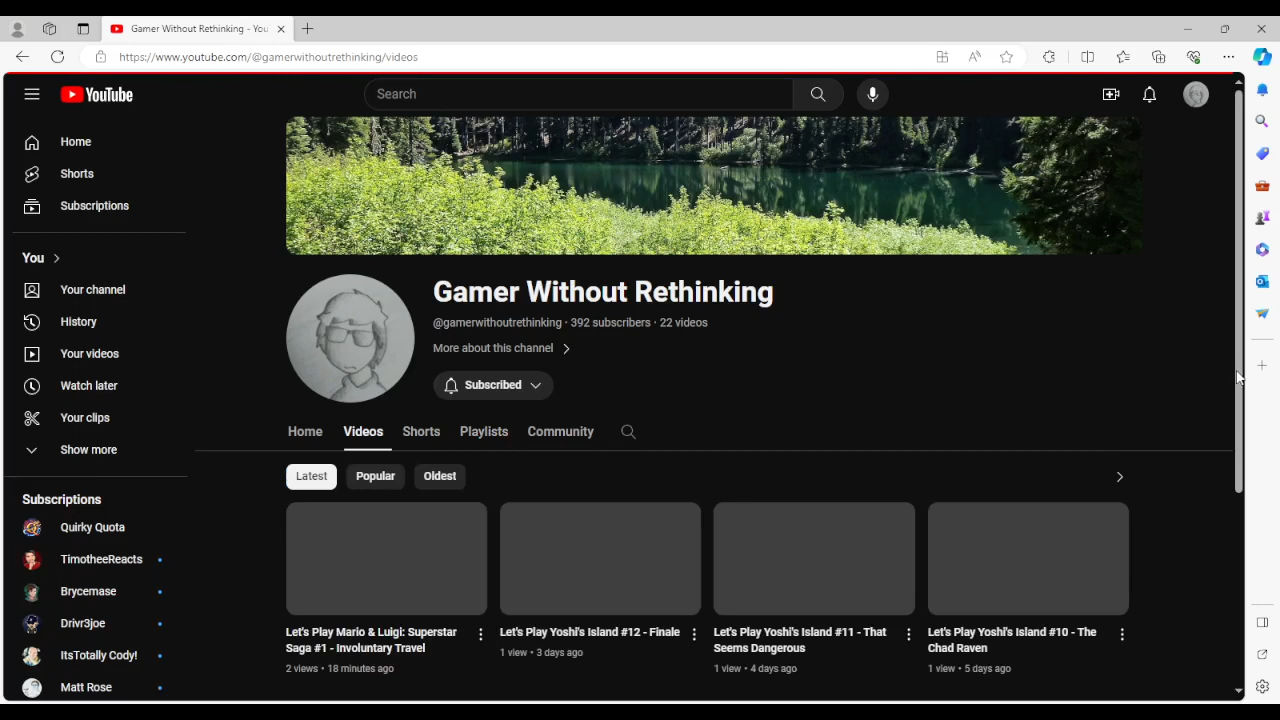 Gamer Without Rethinking - You
https://www.youtube.com/@gamerwithoutrethinking/videos
YouTube
Search
Home
Shorts
Subscriptions
You
Your channel
History
Your videos
Watch later
Your clips
Show more
Subscriptions
Quirky Quota
TimotheeReacts
Brycemase
Drivr3joe
ItsTotally Cody!
Matt Rose
Gamer Without Rethinking
@gamerwithoutrethinking · 392 subscribers · 22 videos
More about this channel
Subscribed
Home Videos Shorts Playlists Community
Latest Popular Oldest
Let's Play Mario & Luigi: Superstar
Saga #1 - Involuntary Travel
2 views · 18 minutes ago
Let's Play Yoshi's Island #12 - Finale
1 view · 3 days ago
Let's Play Yoshi's Island #11 - That
Seems Dangerous
1 view · 4 days ago
Let's Play Yoshi's Island #10 - The
Chad Raven
1 view · 5 days ago